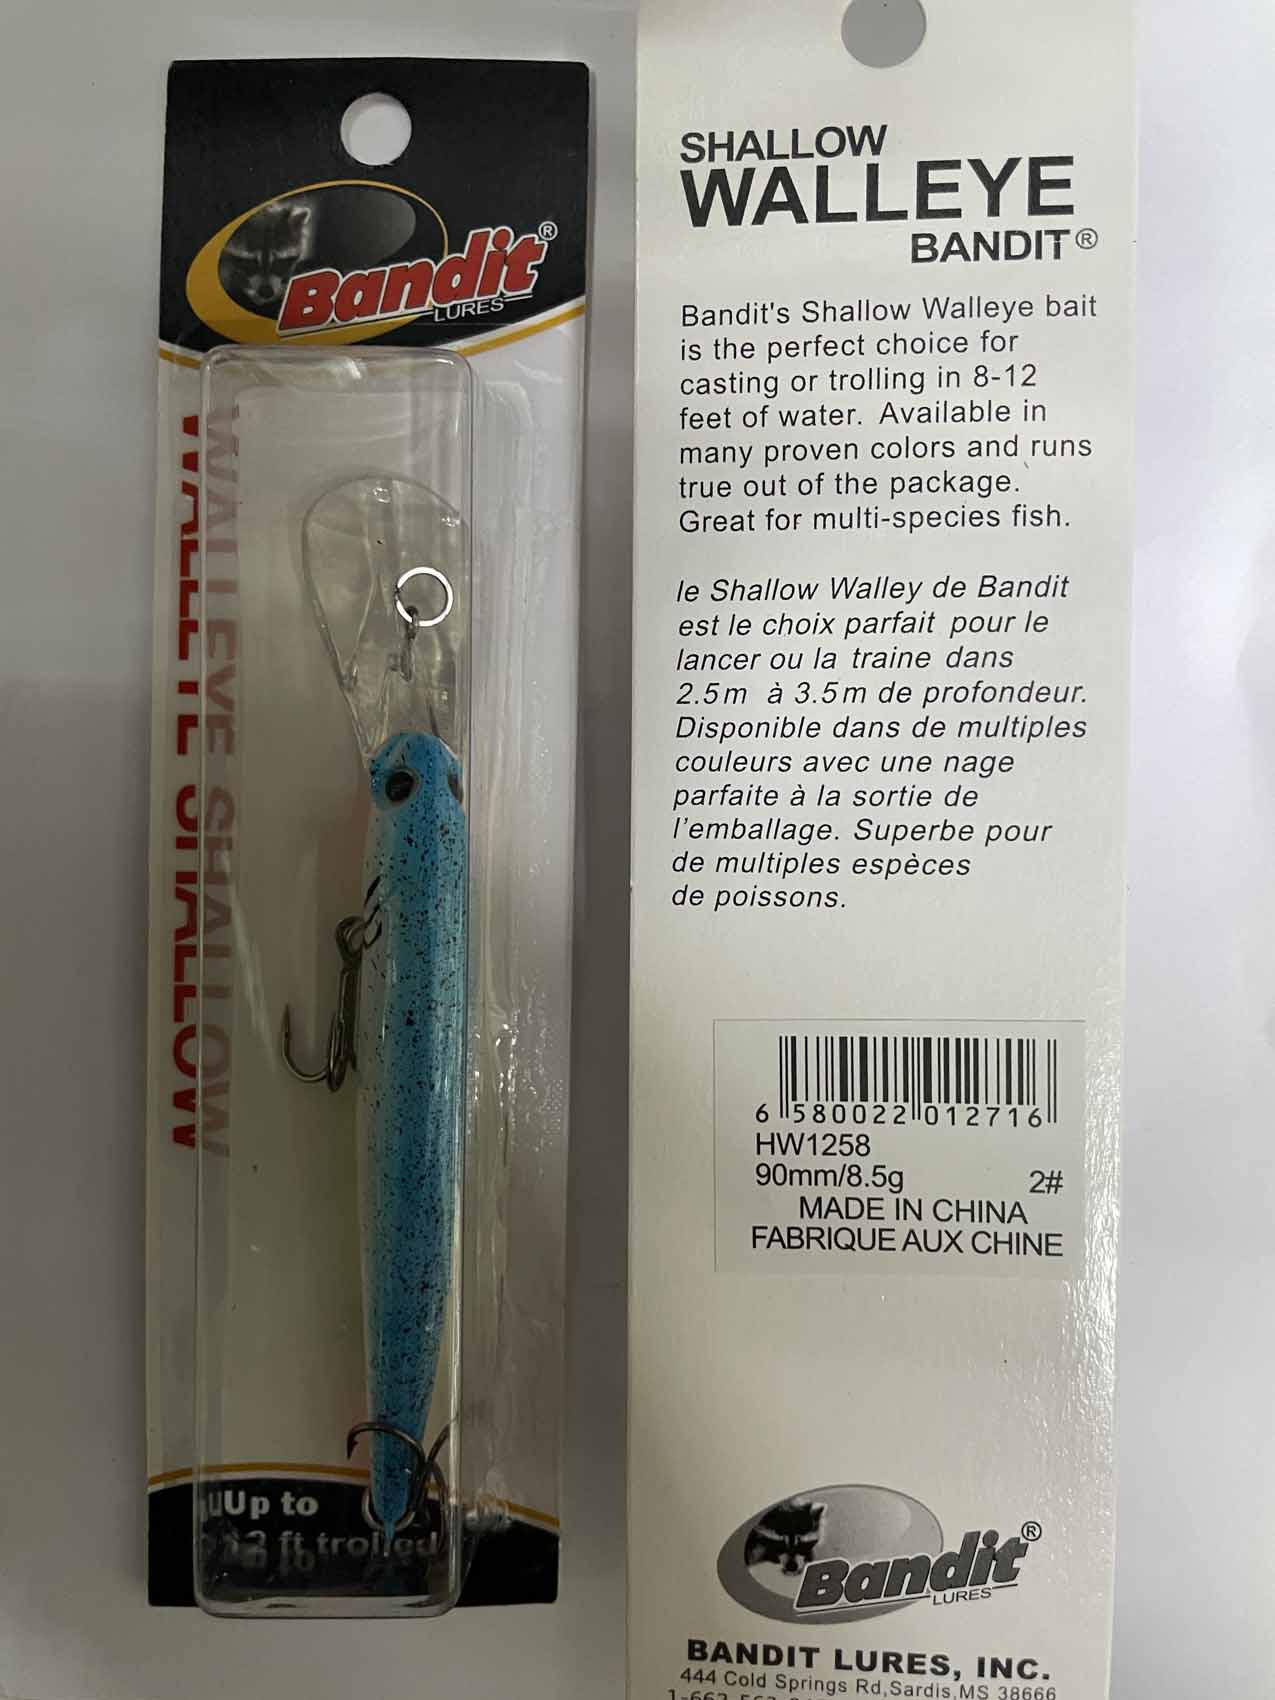 Bandit®
LURES
WALLEYE SHALLOW
Up to
12 ft trolled
SHALLOW
WALLEYE
BANDIT®
Bandit's Shallow Walleye bait
is the perfect choice for
casting or trolling in 8-12
feet of water. Available in
many proven colors and runs
true out of the package.
Great for multi-species fish.
le Shallow Walley de Bandit
est le choix parfait pour le
lancer ou la traine dans
2.5m à 3.5m de profondeur.
Disponible dans de multiples
couleurs avec une nage
parfaite à la sortie de
l'emballage. Superbe pour
de multiples espèces
de poissons.
6 580022 012716
HW1258
90mm/8.5g 2#
MADE IN CHINA
FABRIQUE AUX CHINE
Bandit®
LURES
BANDIT LURES, INC.
444 Cold Springs Rd,Sardis,MS 38666